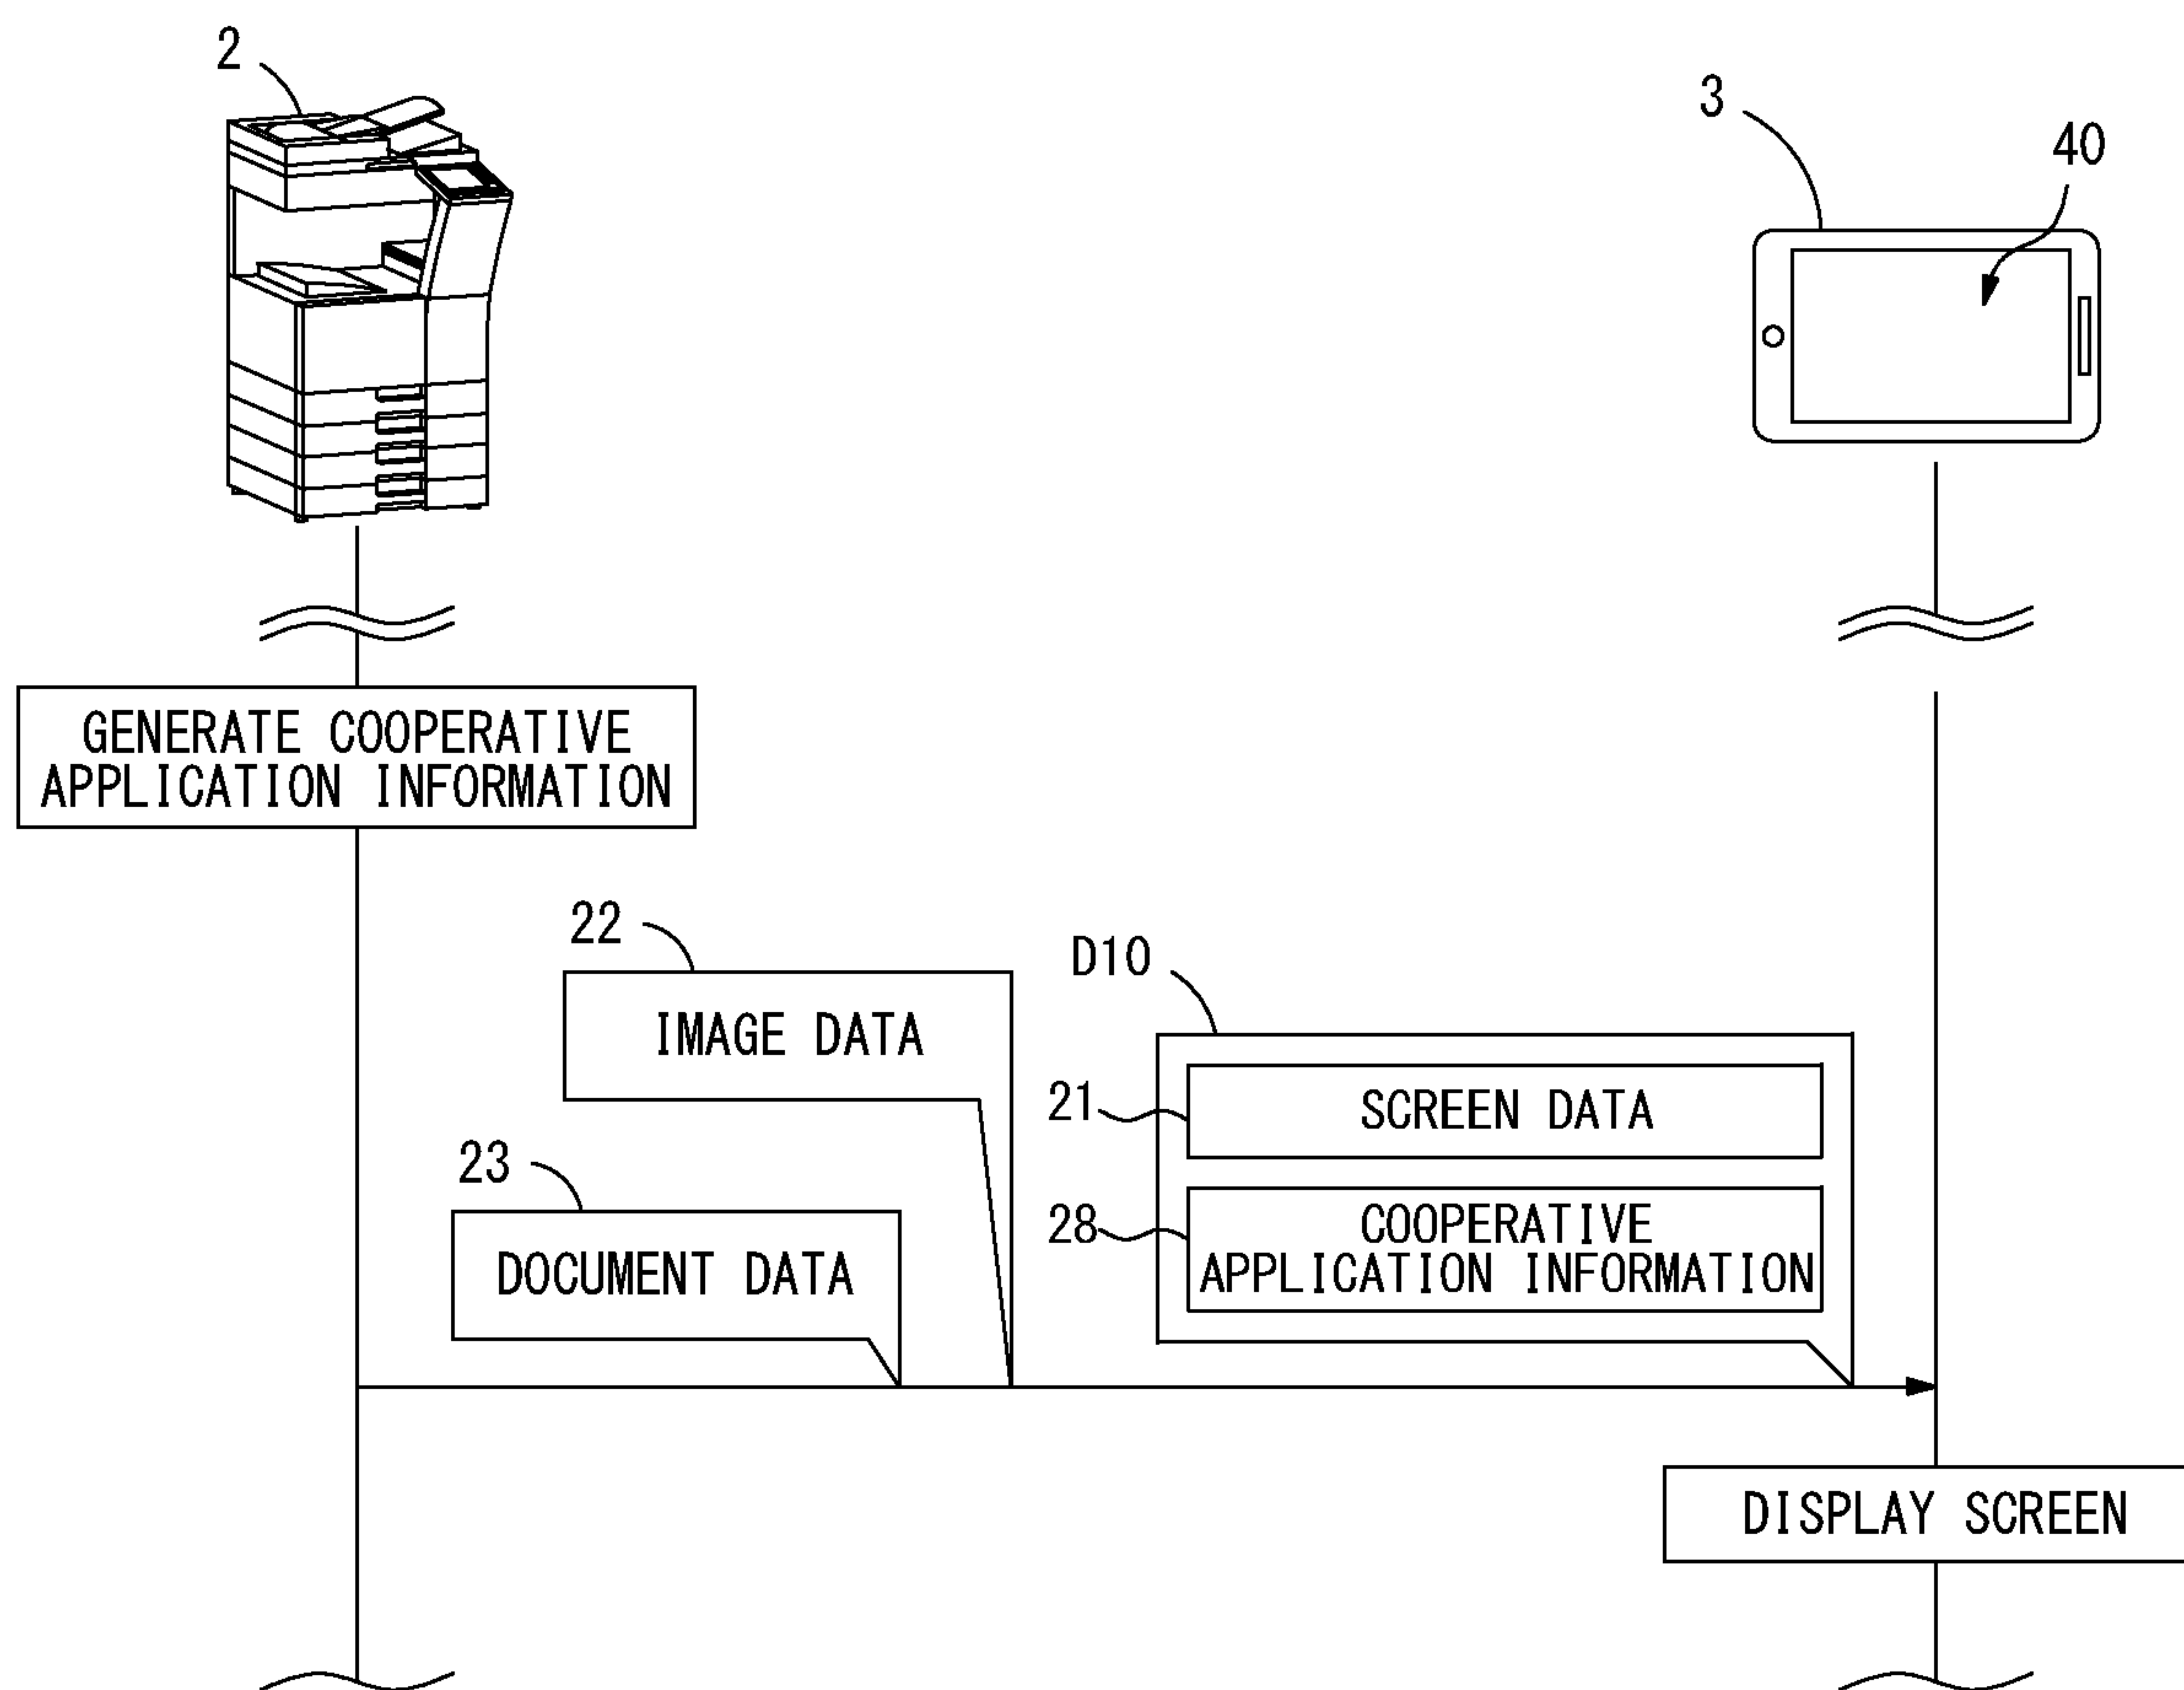 2
3
40
GENERATE COOPERATIVE
APPLICATION INFORMATION
22
IMAGE DATA
D10
21
SCREEN DATA
23
DOCUMENT DATA
28
COOPERATIVE
APPLICATION INFORMATION
DISPLAY SCREEN